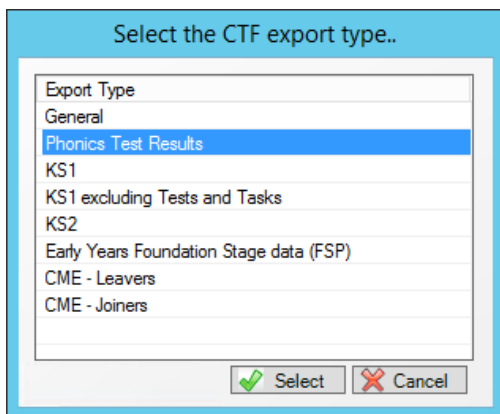 Select the CTF export type..
Export Type
General
Phonics Test Results
KS1
KS1 excluding Tests and Tasks
KS2
Early Years Foundation Stage data (FSP)
CME - Leavers
CME - Joiners
Select Cancel